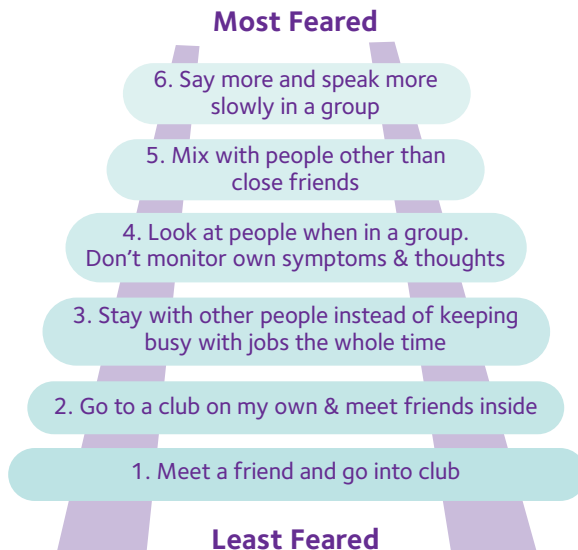 Most Feared
6. Say more and speak more
slowly in a group
5. Mix with people other than
close friends
4. Look at people when in a group.
Don’t monitor own symptoms & thoughts
3. Stay with other people instead of keeping
busy with jobs the whole time
2. Go to a club on my own & meet friends inside
1. Meet a friend and go into club
Least Feared